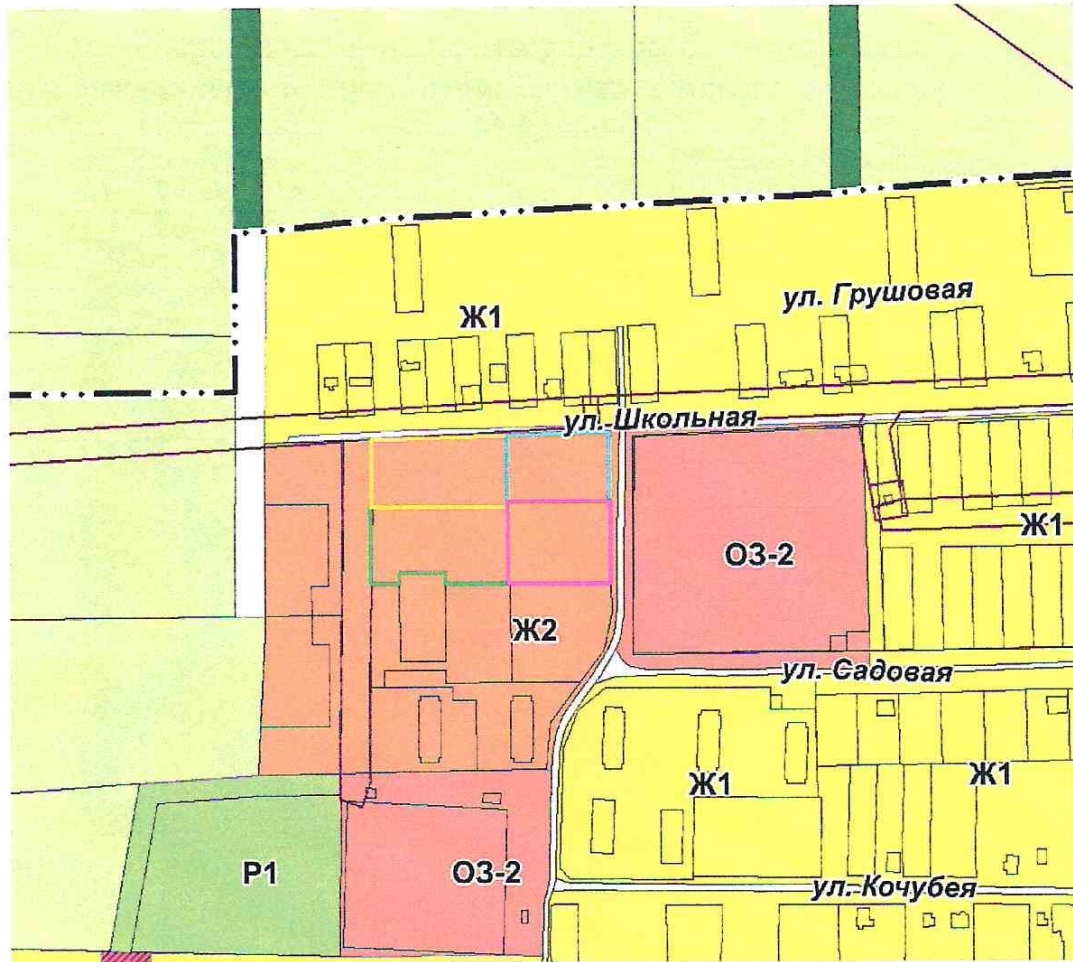 ул. Грушовая
Ж1
ул. Школьная
Ж1
ОЗ-2
Ж2
ул. Садовая
Ж1
Ж1
Р1
ОЗ-2
ул. Кочубея